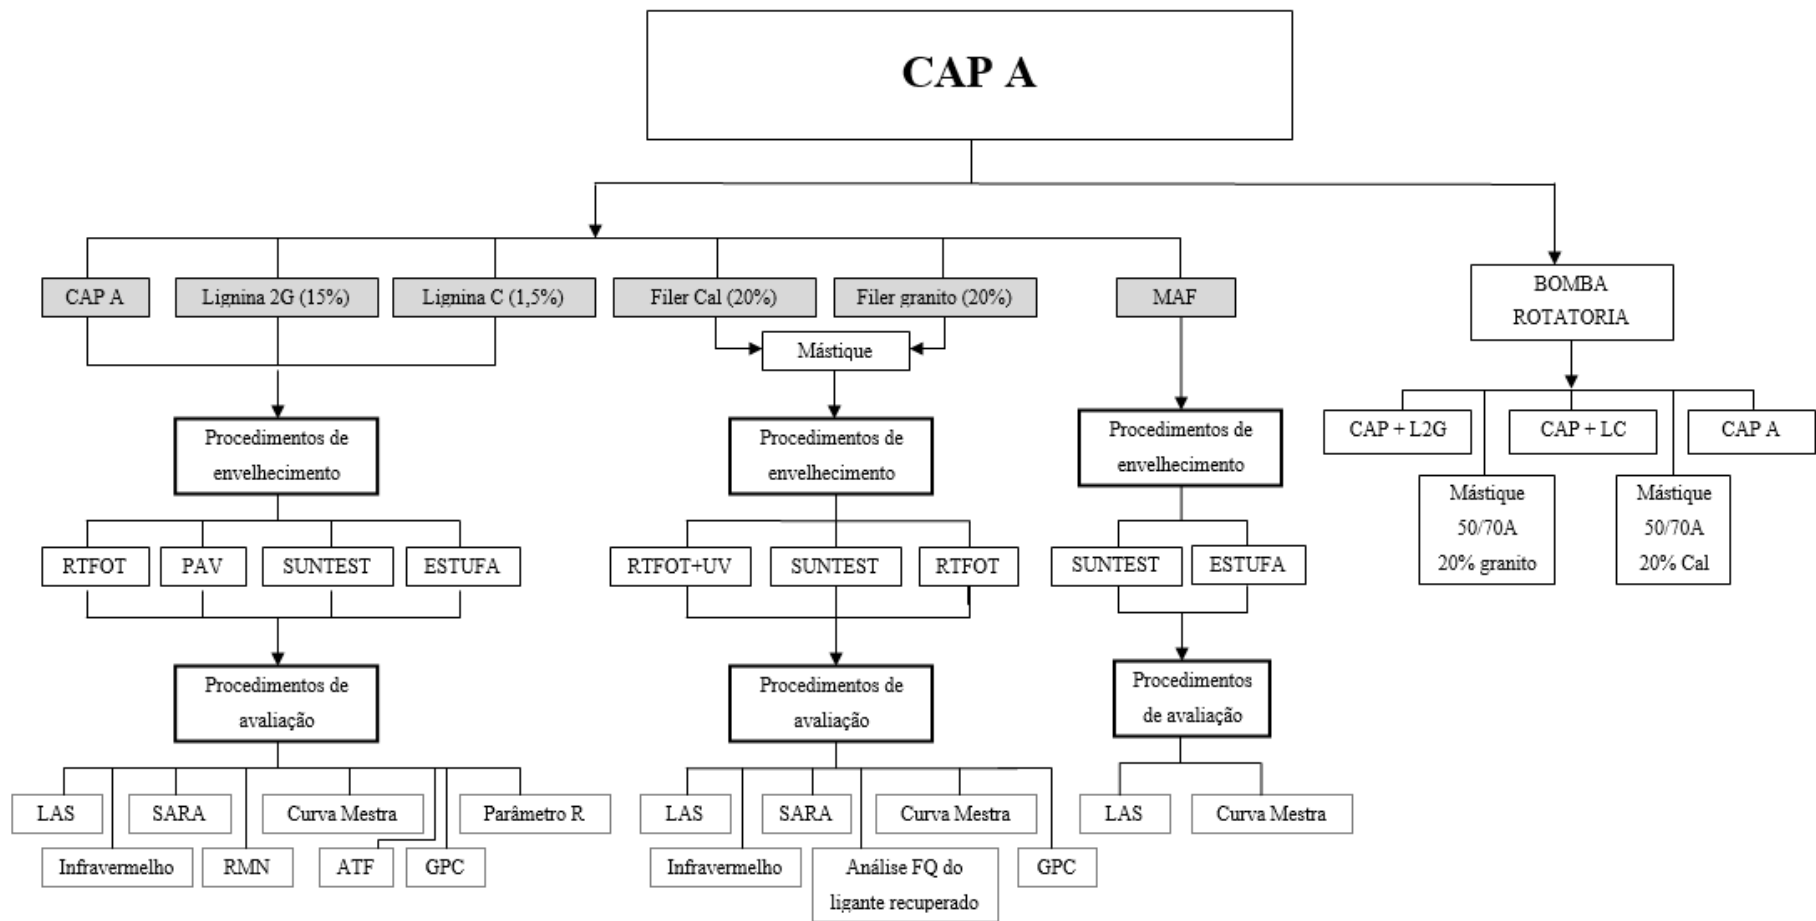 CAP A
CAP A
Lignina 2G (15%)
Lignina C (1,5%)
Filer Cal (20%)
Filer granito (20%)
MAF
BOMBA
ROTATORIA
Mástique
Procedimentos de
envelhecimento
Procedimentos de
envelhecimento
Procedimentos de
envelhecimento
CAP + L2G
CAP + LC
CAP A
Mástique
50/70A
20% granito
Mástique
50/70A
20% Cal
RTFOT
PAV
SUNTEST
ESTUFA
RTFOT+UV
SUNTEST
RTFOT
SUNTEST
ESTUFA
Procedimentos de
avaliação
Procedimentos de
avaliação
Procedimentos
de avaliação
LAS
SARA
Curva Mestra
Parâmetro R
Infravermelho
RMN
ATF
GPC
LAS
SARA
Curva Mestra
Infravermelho
Análise FQ do
ligante recuperado
GPC
LAS
Curva Mestra